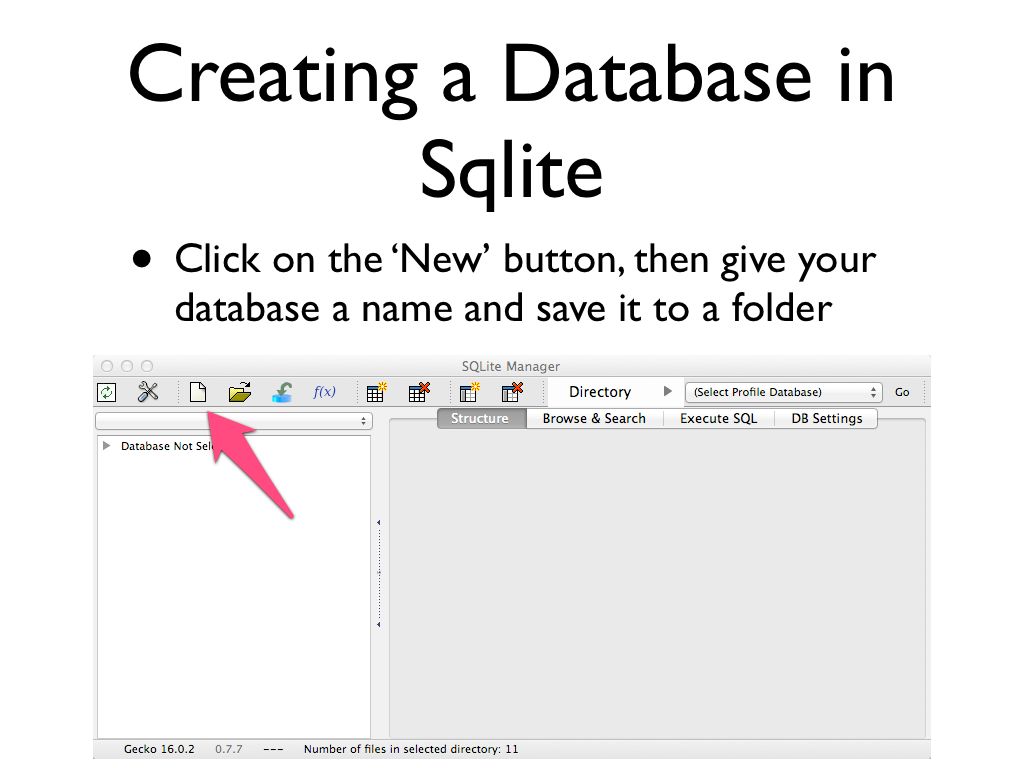 Creating a Database in
Sqlite
• Click on the ‘New’ button, then give your
database a name and save it to a folder
SQLite Manager
f(x) Directory (Select Profile Database) Go
Structure Browse & Search Execute SQL DB Settings
Database Not
Gecko 16.0.2 0.7.7 --- Number of files in selected directory: 11